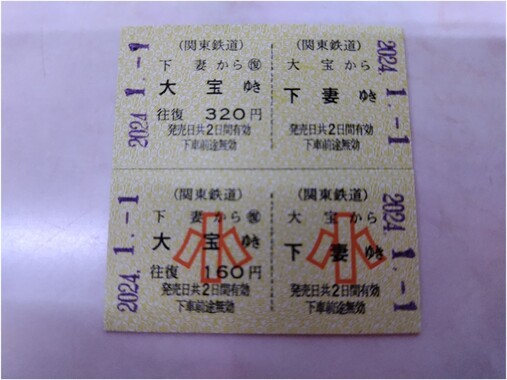 2024. 1. -1
(関東鉄道)
下妻から㊢
大宝ゆき
往復 320円
発売日共2日間有効
下車前途無効
(関東鉄道)
大宝から
下妻ゆき
発売日共2日間有効
下車前途無効
2024. 1. -1
2024. 1. -1
(関東鉄道)
下妻から
大宝ゆき
往復 160円
発売日共2日間有効
下車前途無効
小
(関東鉄道)
大宝から
下妻ゆき
発売日共2日間有効
下車前途無効
小
2024. 1. -1